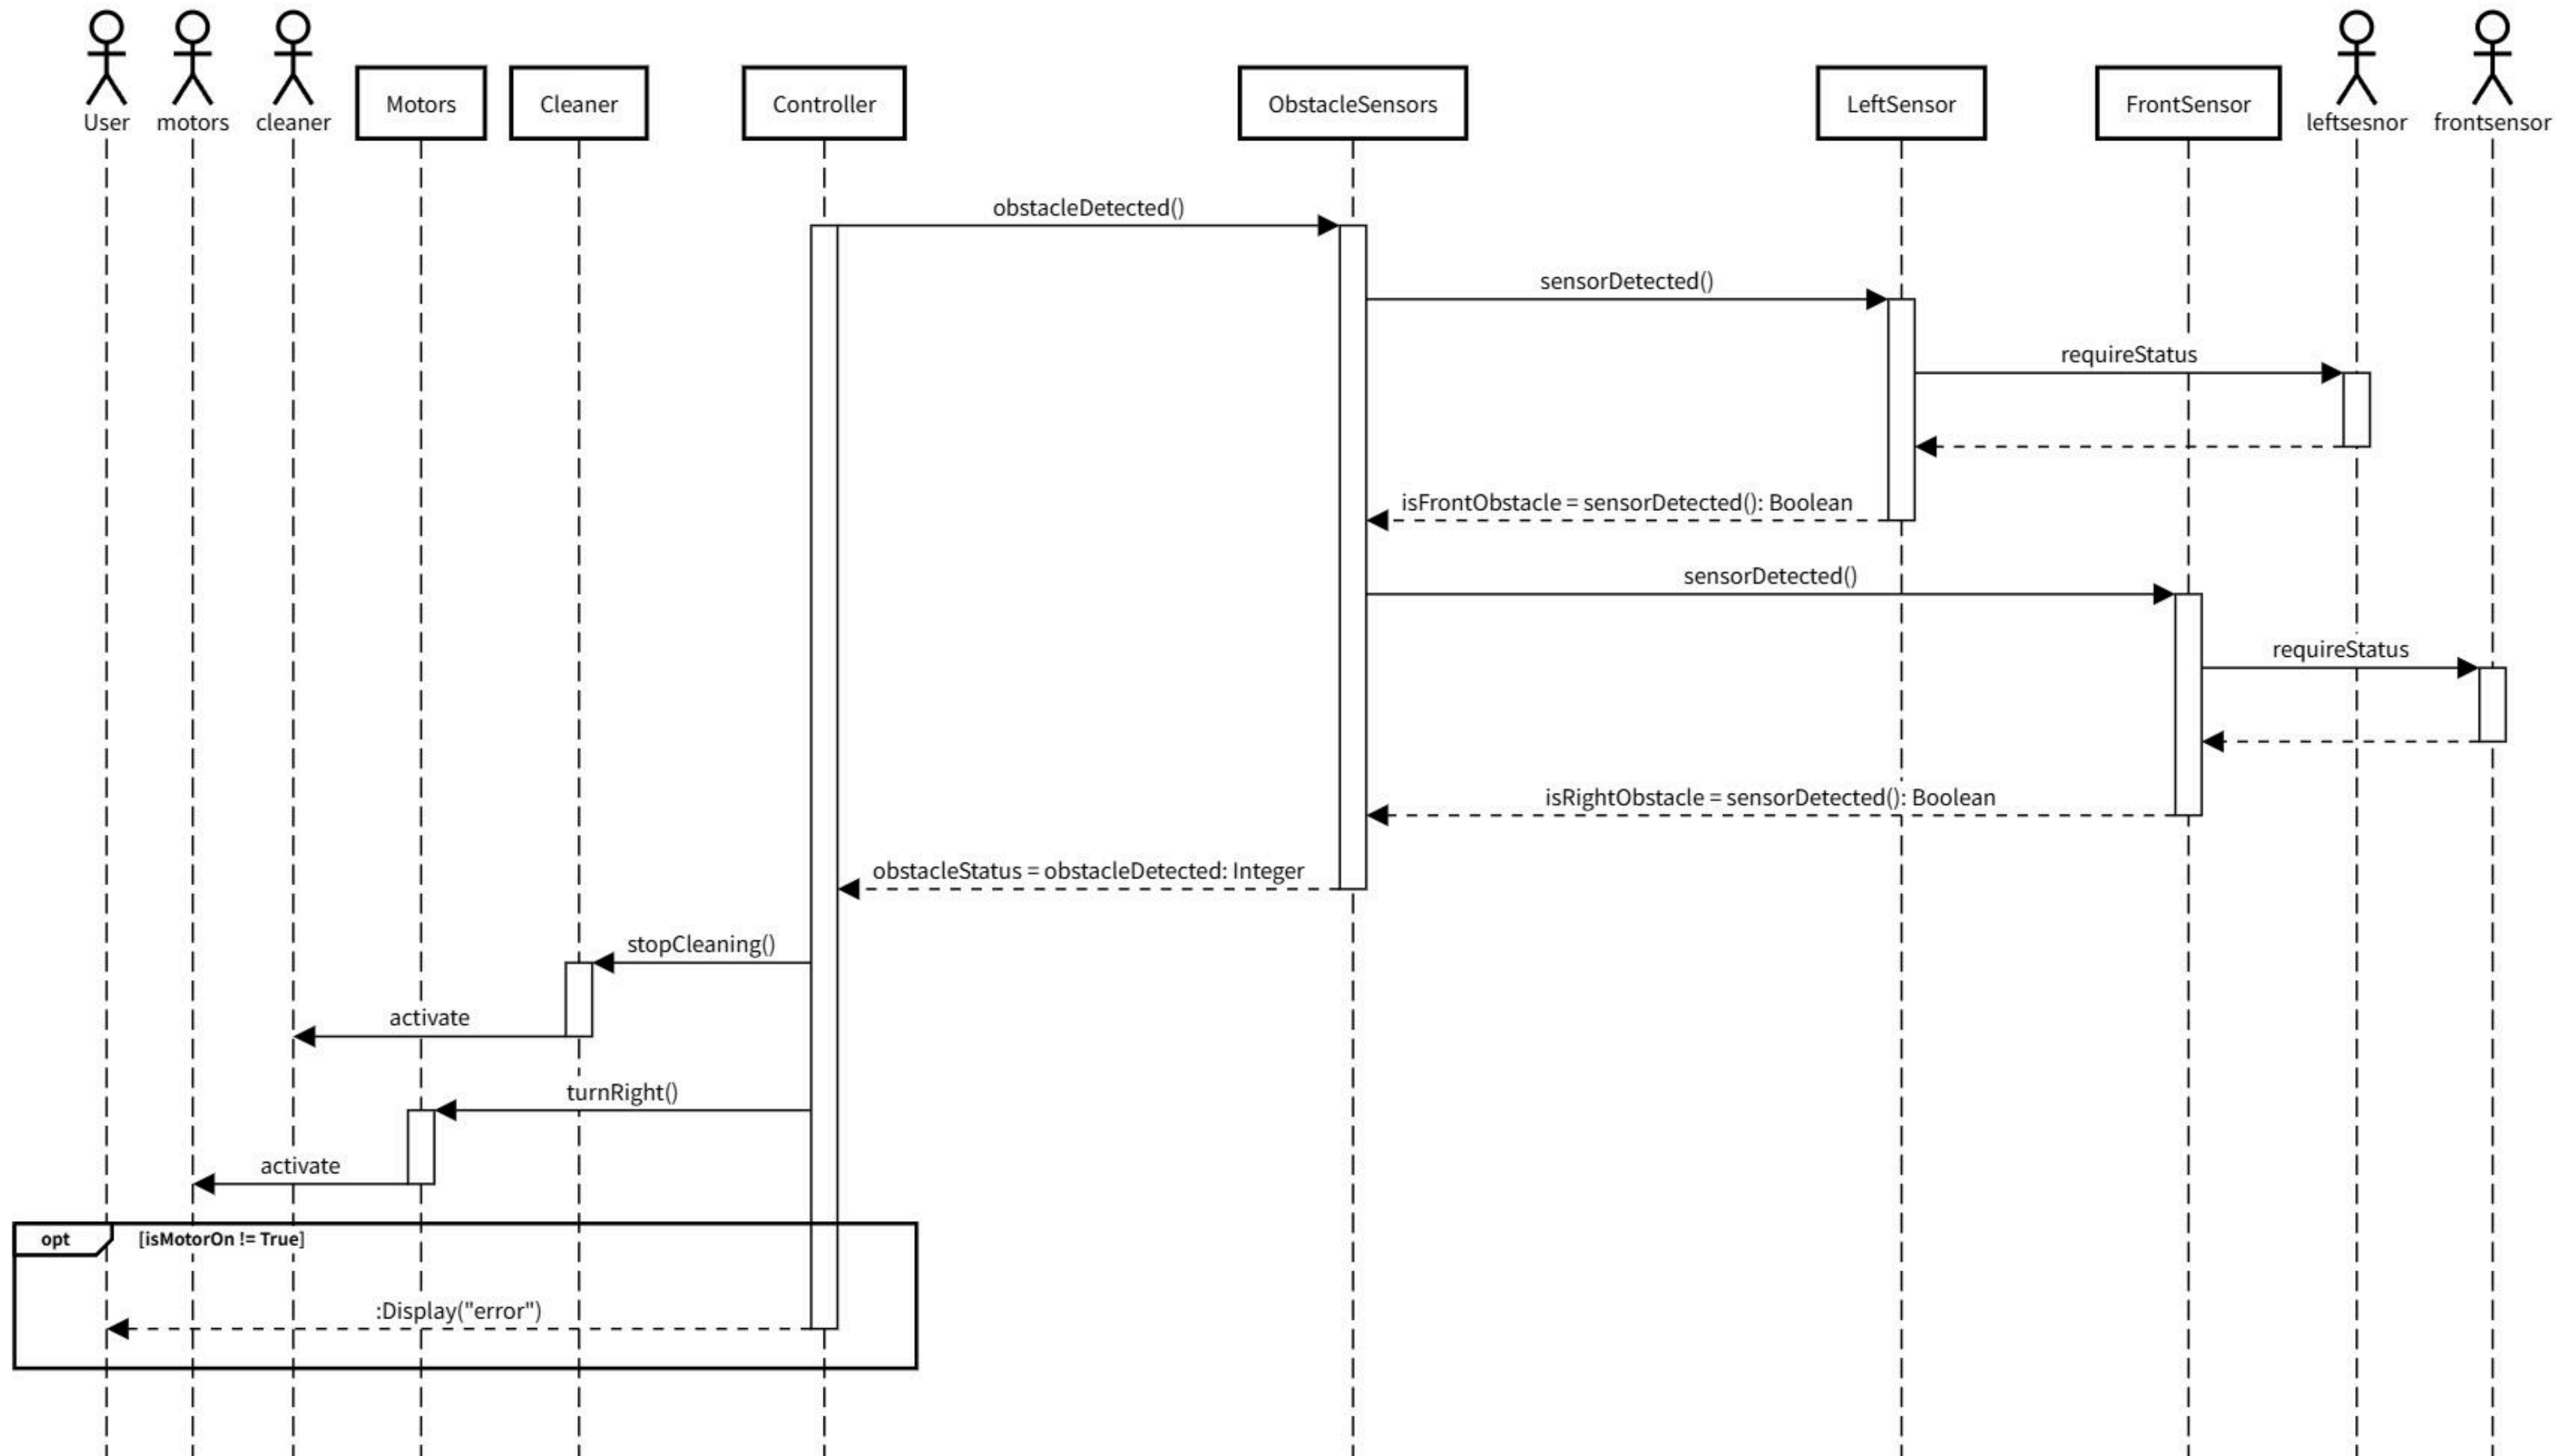 User
motors
cleaner
Motors
Cleaner
Controller
ObstacleSensors
LeftSensor
FrontSensor
leftsesnor
frontsensor
obstacleDetected()
sensorDetected()
requireStatus
isFrontObstacle = sensorDetected(): Boolean
sensorDetected()
requireStatus
isRightObstacle = sensorDetected(): Boolean
obstacleStatus = obstacleDetected: Integer
stopCleaning()
activate
turnRight()
activate
opt
[isMotorOn != True]
:Display("error")